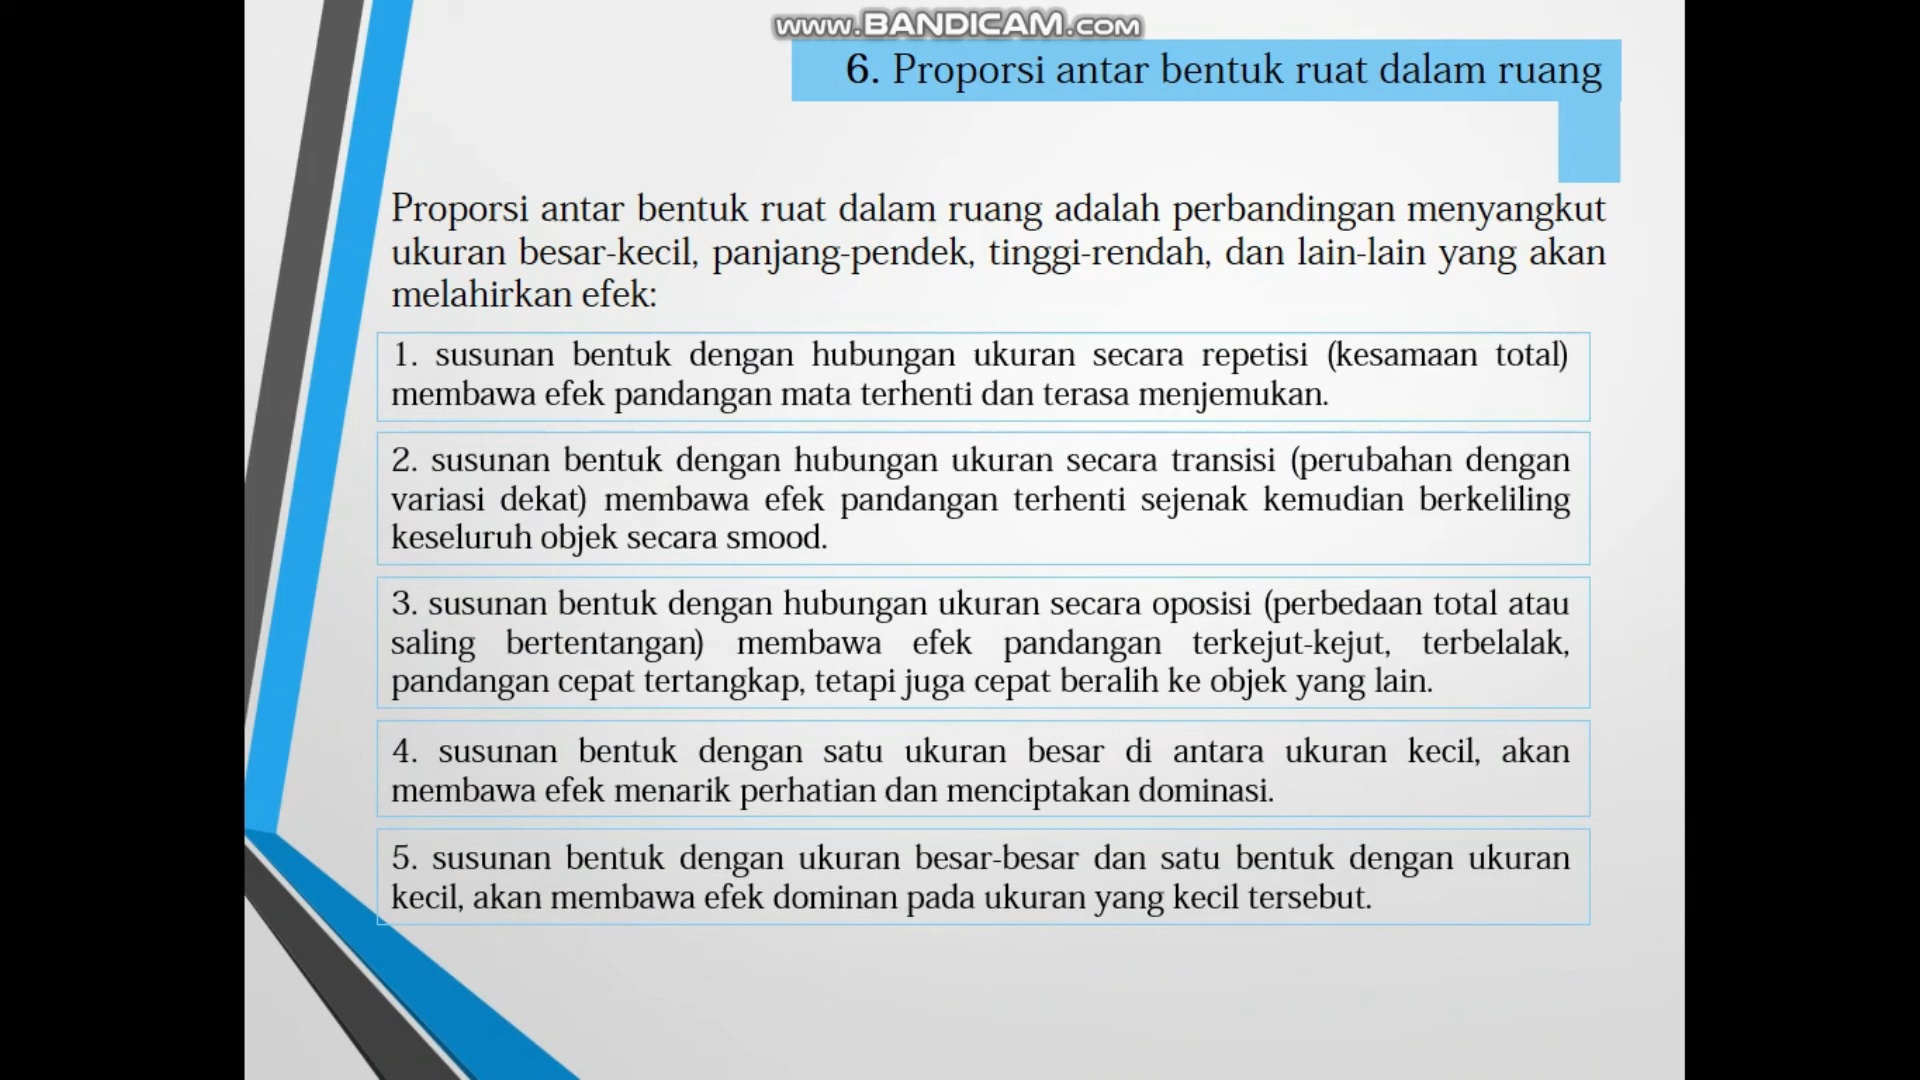 www.BANDICAM.com
6. Proporsi antar bentuk ruat dalam ruang
Proporsi antar bentuk ruat dalam ruang adalah perbandingan menyangkut
ukuran besar-kecil, panjang-pendek, tinggi-rendah, dan lain-lain yang akan
melahirkan efek:
1. susunan bentuk dengan hubungan ukuran secara repetisi (kesamaan total)
membawa efek pandangan mata terhenti dan terasa menjemukan.
2. susunan bentuk dengan hubungan ukuran secara transisi (perubahan dengan
variasi dekat) membawa efek pandangan terhenti sejenak kemudian berkeliling
keseluruh objek secara smood.
3. susunan bentuk dengan hubungan ukuran secara oposisi (perbedaan total atau
saling bertentangan) membawa efek pandangan terkejut-kejut, terbelalak,
pandangan cepat tertangkap, tetapi juga cepat beralih ke objek yang lain.
4. susunan bentuk dengan satu ukuran besar di antara ukuran kecil, akan
membawa efek menarik perhatian dan menciptakan dominasi.
5. susunan bentuk dengan ukuran besar-besar dan satu bentuk dengan ukuran
kecil, akan membawa efek dominan pada ukuran yang kecil tersebut.